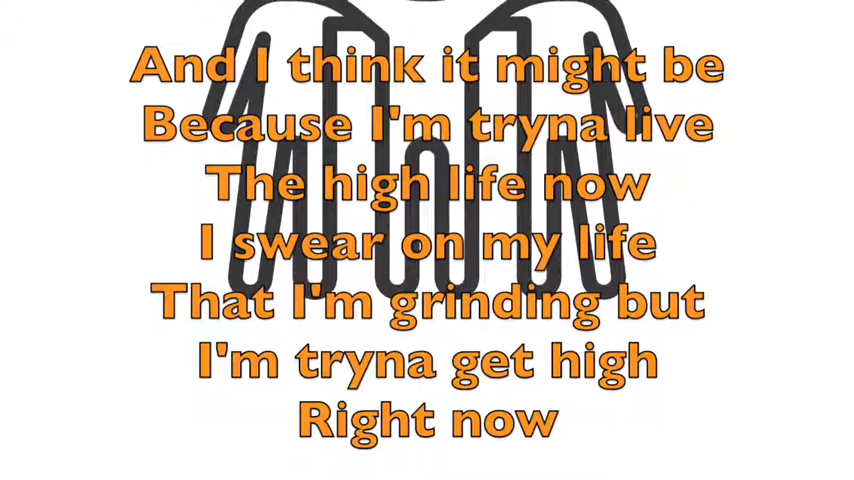 And I think it might be
Because I'm tryna live
The high life now
I swear on my life
That I'm grinding but
I'm tryna get high
Right now